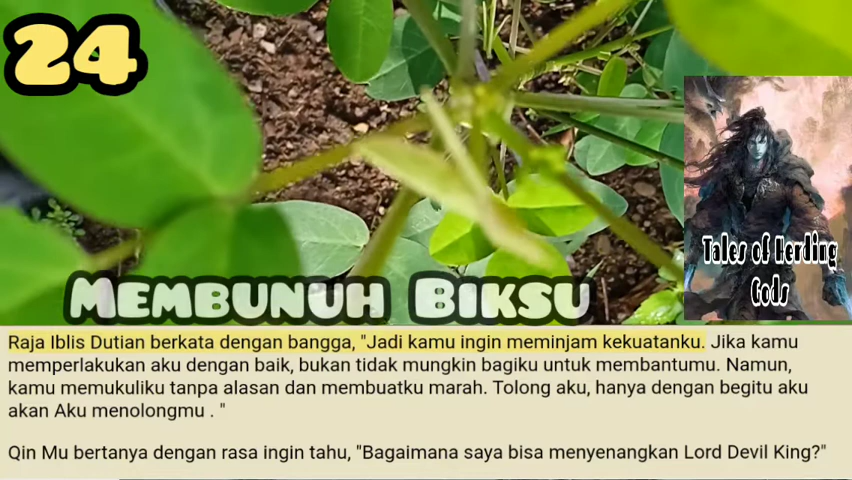 24
Tales of Herding
Gods
Membunuh Biksu
Raja Iblis Dutian berkata dengan bangga, "Jadi kamu ingin meminjam kekuatanku. Jika kamu
memperlakukan aku dengan baik, bukan tidak mungkin bagiku untuk membantumu. Namun,
kamu memukuliku tanpa alasan dan membuatku marah. Tolong aku, hanya dengan begitu aku
akan Aku menolongmu . "
Qin Mu bertanya dengan rasa ingin tahu, "Bagaimana saya bisa menyenangkan Lord Devil King?"